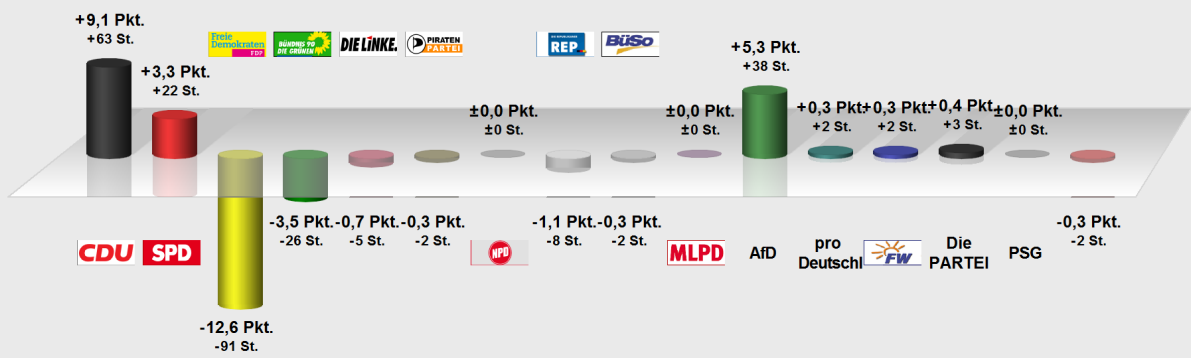 +9,1 Pkt.
+63 St.
+3,3 Pkt.
+22 St.
Freie
Demokraten
FDP
BÜNDNIS 90
DIE GRÜNEN
DIE LINKE.
PIRATEN
PARTEI
REP
BüSo
+5,3 Pkt.
+38 St.
±0,0 Pkt.
±0 St.
±0,0 Pkt.
±0 St.
+0,3 Pkt.
+2 St.
+0,3 Pkt.
+2 St.
+0,4 Pkt.
+3 St.
±0,0 Pkt.
±0 St.
-3,5 Pkt.
-26 St.
-0,7 Pkt.
-5 St.
-0,3 Pkt.
-2 St.
-1,1 Pkt.
-8 St.
-0,3 Pkt.
-2 St.
-0,3 Pkt.
-2 St.
CDU
SPD
NPD
MLPD
AfD
pro
Deutschl
FW
Die
PARTEI
PSG
-12,6 Pkt.
-91 St.